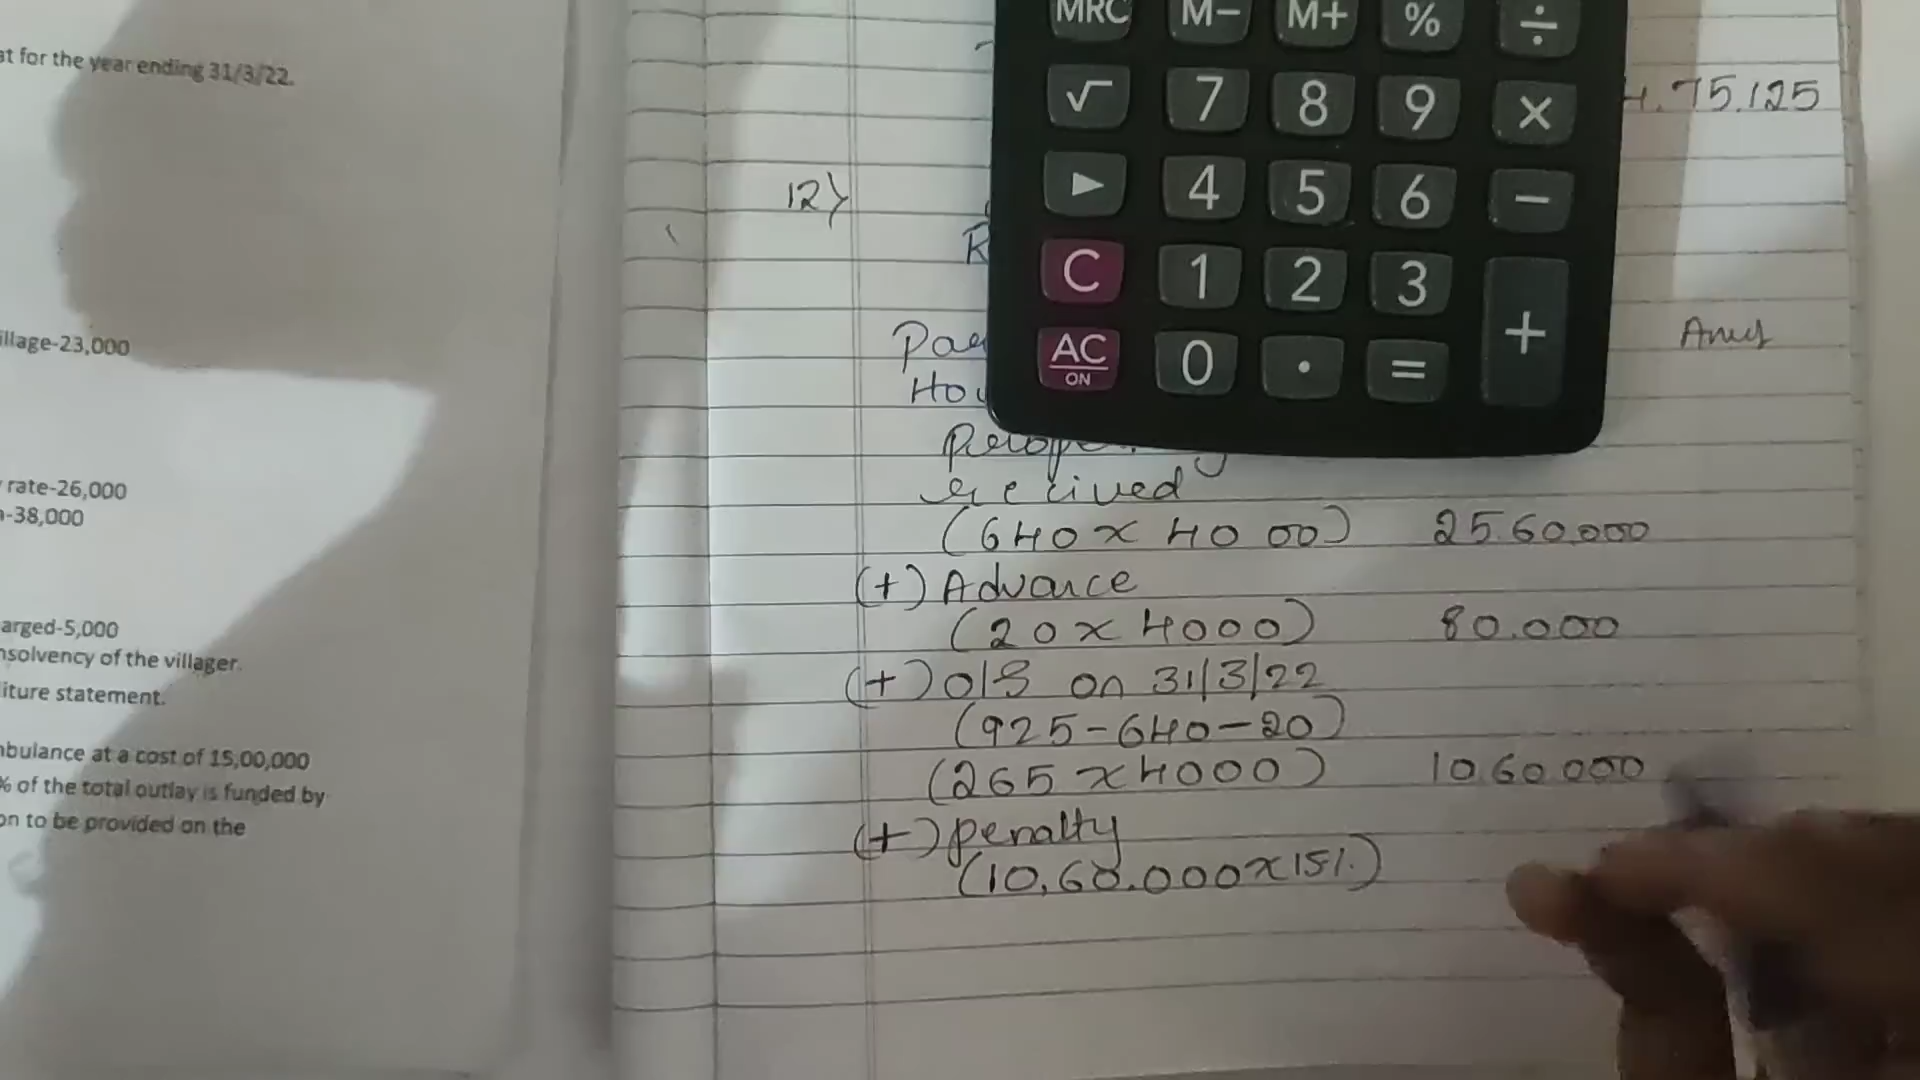 at for the year ending 31/3/22.
illage-23,000
rate-26,000
-38,000
arged-5,000
nsolvency of the villager.
iture statement.
nbulance at a cost of 15,00,000
% of the total outlay is funded by
on to be provided on the
MRC M− M+ % ÷
√ 7 8 9 ×
▶ 4 5 6 −
C 1 2 3 +
AC
ON 0 . =
75.125
12)
R
Pa
Ho
received
(640 x 4000) 25.60.000
(+) Advance
(20 x 4000) 80.000
(+) O/S on 31/3/22
(925-640-20)
(265 x 4000) 10.60.000
(+) Penalty
(10,60.000 x 15%)